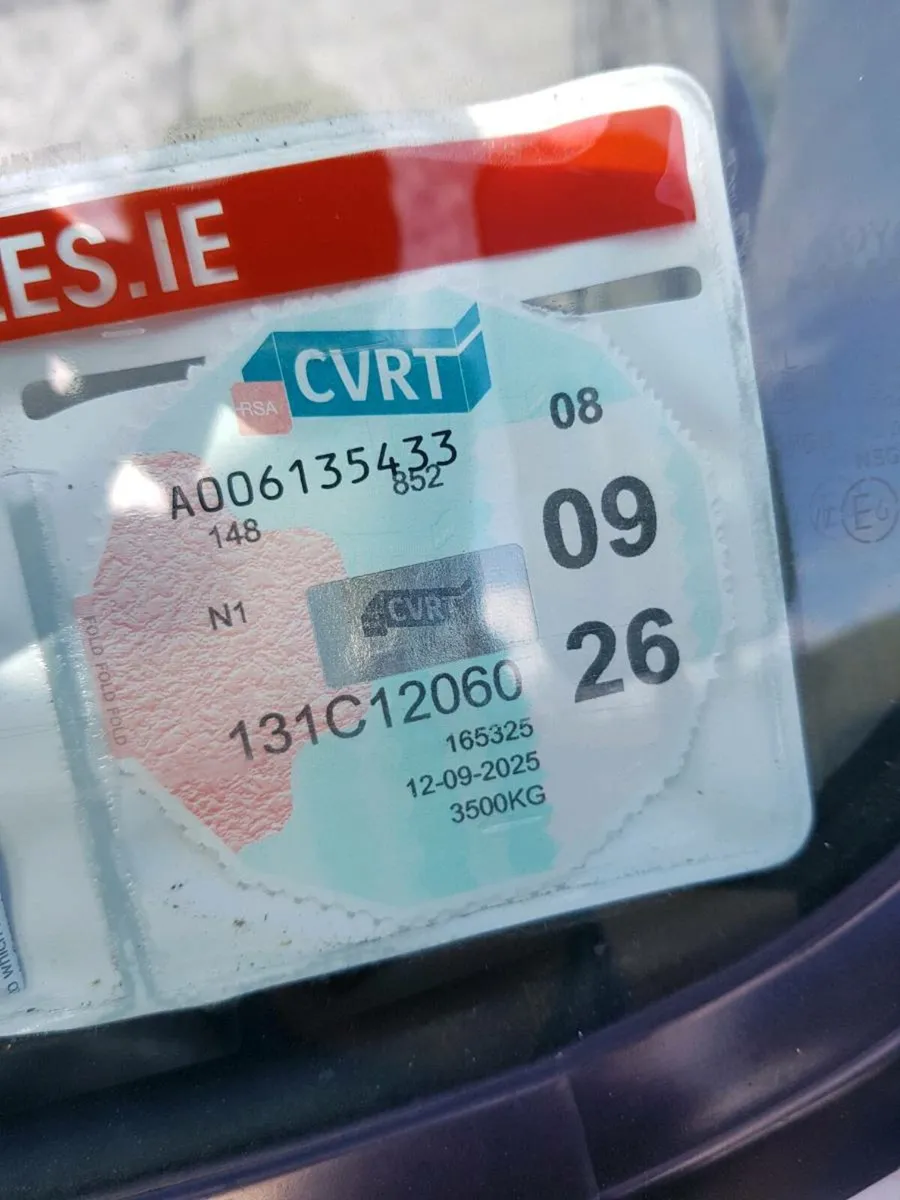 ES.IE
CVRT
RSA
08
A006135433
852
148
09
N1
CVRT
26
131C12060
165325
12-09-2025
3500KG
FOLD FOLD FOLD